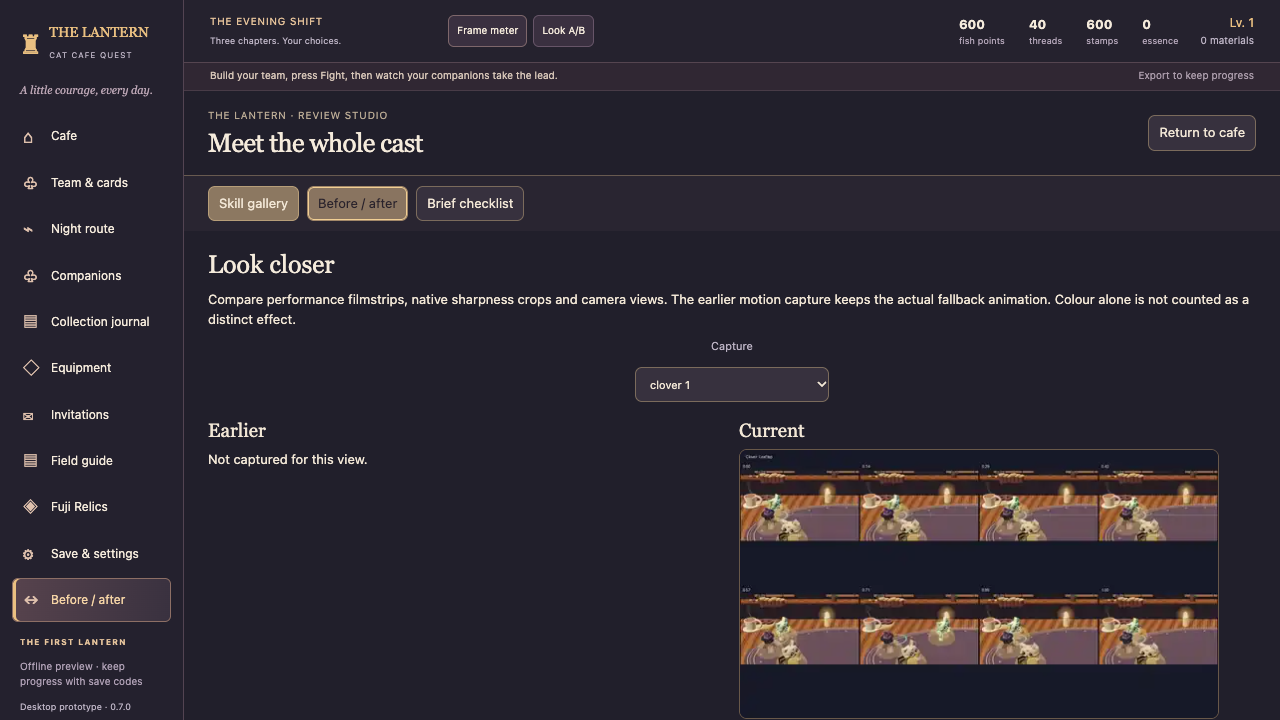 THE LANTERN
CAT CAFE QUEST
A little courage, every day.
Cafe
Team & cards
Night route
Companions
Collection journal
Equipment
Invitations
Field guide
Fuji Relics
Save & settings
Before / after
THE FIRST LANTERN
Offline preview · keep
progress with save codes
Desktop prototype · 0.7.0
THE EVENING SHIFT
Three chapters. Your choices.
Frame meter
Look A/B
600
fish points
40
threads
600
stamps
0
essence
Lv. 1
0 materials
Build your team, press Fight, then watch your companions take the lead.
Export to keep progress
THE LANTERN · REVIEW STUDIO
Meet the whole cast
Return to cafe
Skill gallery
Before / after
Brief checklist
Look closer
Compare performance filmstrips, native sharpness crops and camera views. The earlier motion capture keeps the actual fallback animation. Colour alone is not counted as a
distinct effect.
Capture
clover 1
Earlier
Not captured for this view.
Current